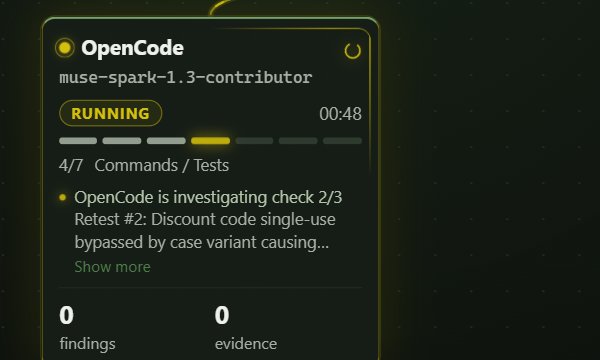 OpenCode
muse-spark-1.3-contributor
RUNNING 00:48
4/7 Commands / Tests
OpenCode is investigating check 2/3
Retest #2: Discount code single-use
bypassed by case variant causing...
Show more
0 0
findings evidence